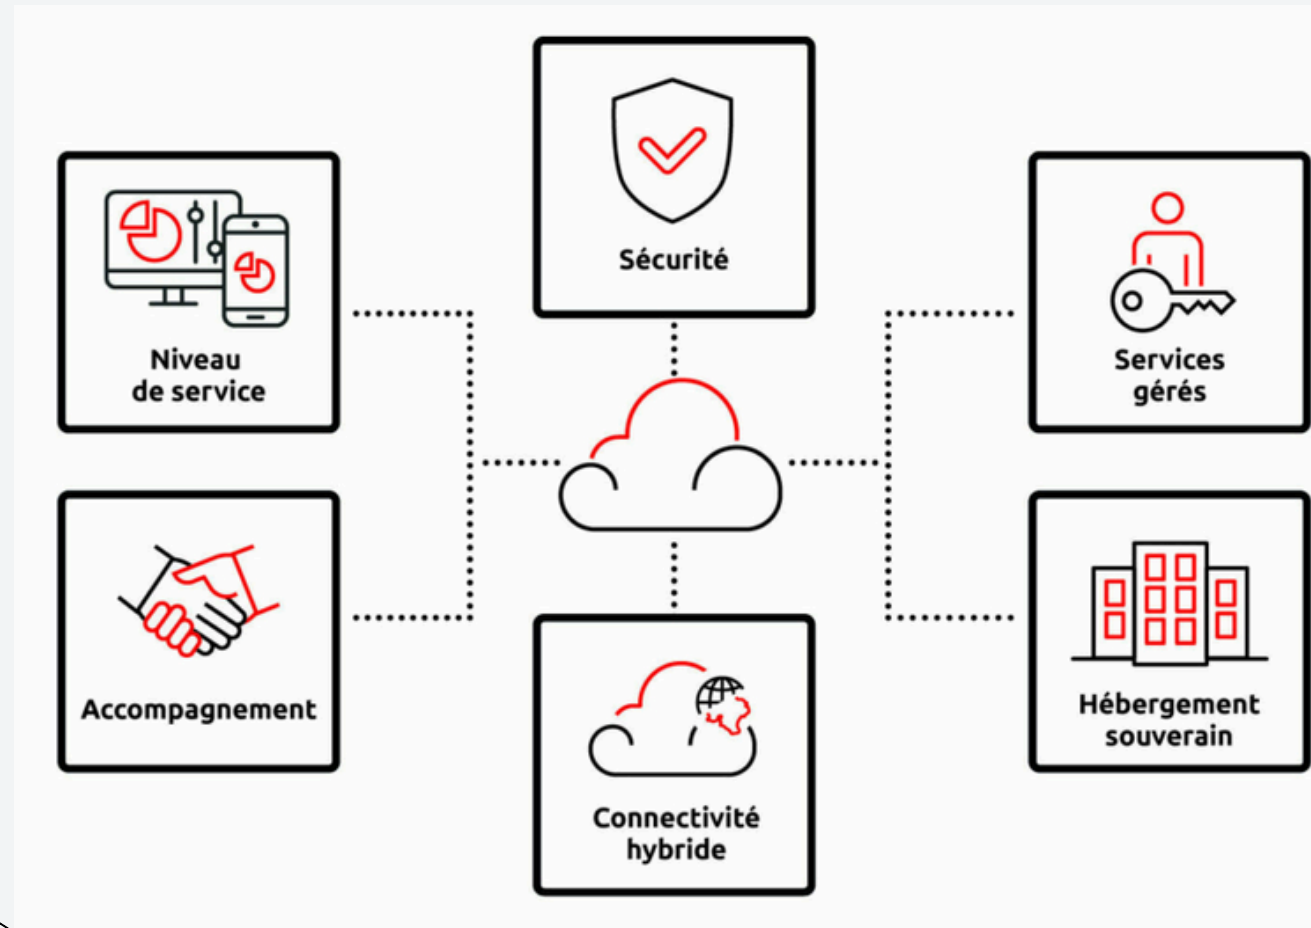 Sécurité
Niveau
de service
Services
gérés
Accompagnement
Hébergement
souverain
Connectivité
hybride